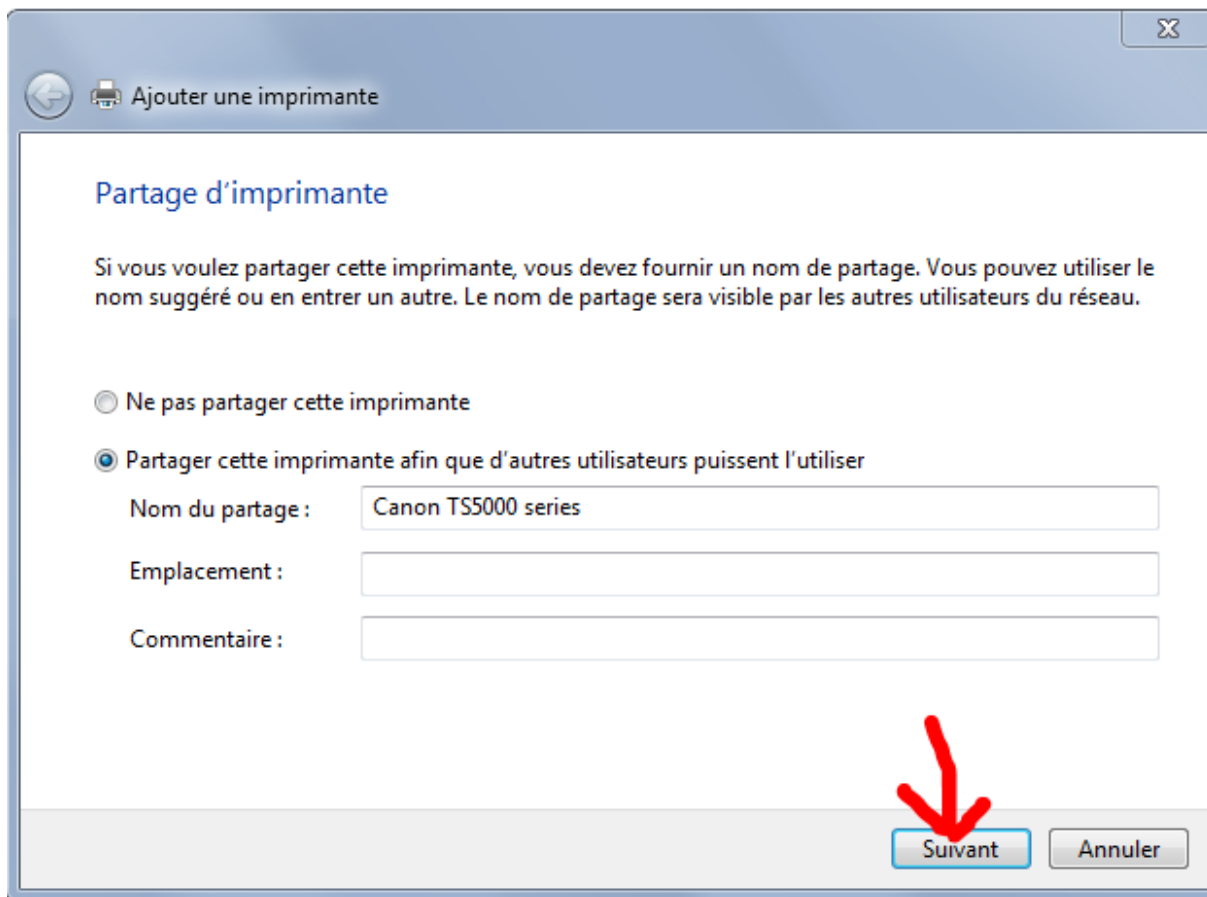 Ajouter une imprimante
Partage d'imprimante
Si vous voulez partager cette imprimante, vous devez fournir un nom de partage. Vous pouvez utiliser le
nom suggéré ou en entrer un autre. Le nom de partage sera visible par les autres utilisateurs du réseau.
Ne pas partager cette imprimante
Partager cette imprimante afin que d'autres utilisateurs puissent l'utiliser
Nom du partage : Canon TS5000 series
Emplacement :
Commentaire :
Suivant Annuler